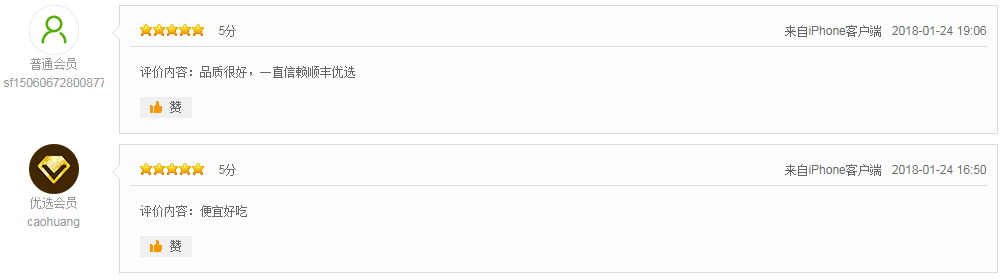 5分 来自iPhone客户端 2018-01-24 19:06
普通会员
sf15060672800877
评价内容：品质很好，一直信赖顺丰优选
赞
5分 来自iPhone客户端 2018-01-24 16:50
优选会员
caohuang
评价内容：便宜好吃
赞